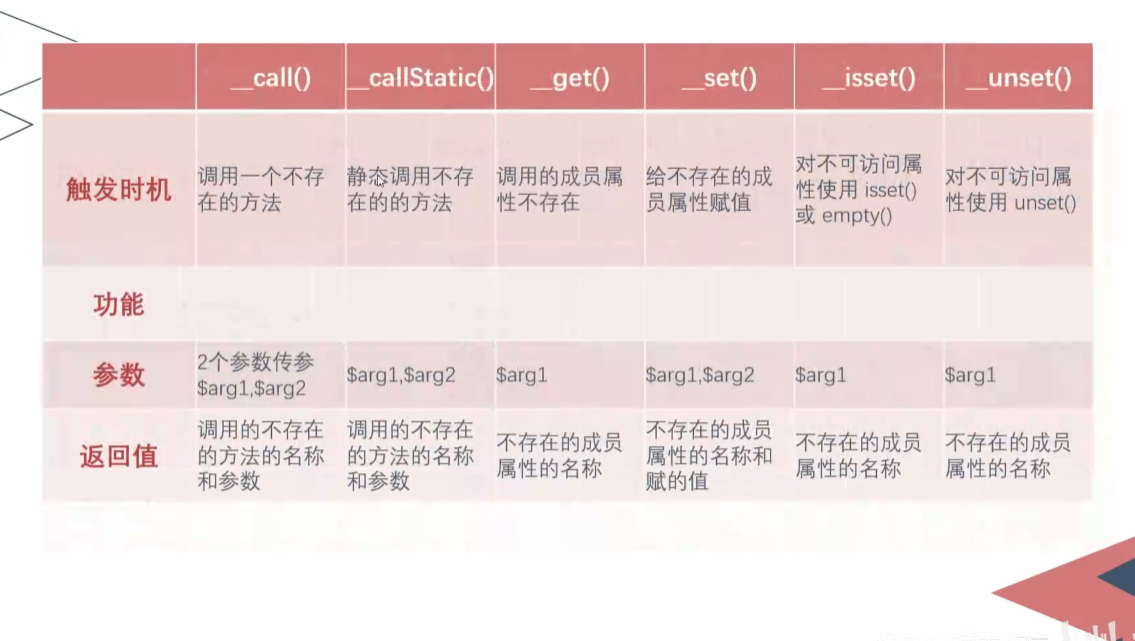 __call()
__callStatic()
__get()
__set()
__isset()
__unset()
触发时机
调用一个不存
在的方法
静态调用不存
在的的方法
调用的成员属
性不存在
给不存在的成
员属性赋值
对不可访问属
性使用 isset()
或 empty()
对不可访问属
性使用 unset()
功能
参数
2个参数传参
$arg1,$arg2
$arg1,$arg2
$arg1
$arg1,$arg2
$arg1
$arg1
返回值
调用的不存在
的方法的名称
和参数
调用的不存在
的方法的名称
和参数
不存在的成员
属性的名称
不存在的成员
属性的名称和
赋的值
不存在的成员
属性的名称
不存在的成员
属性的名称